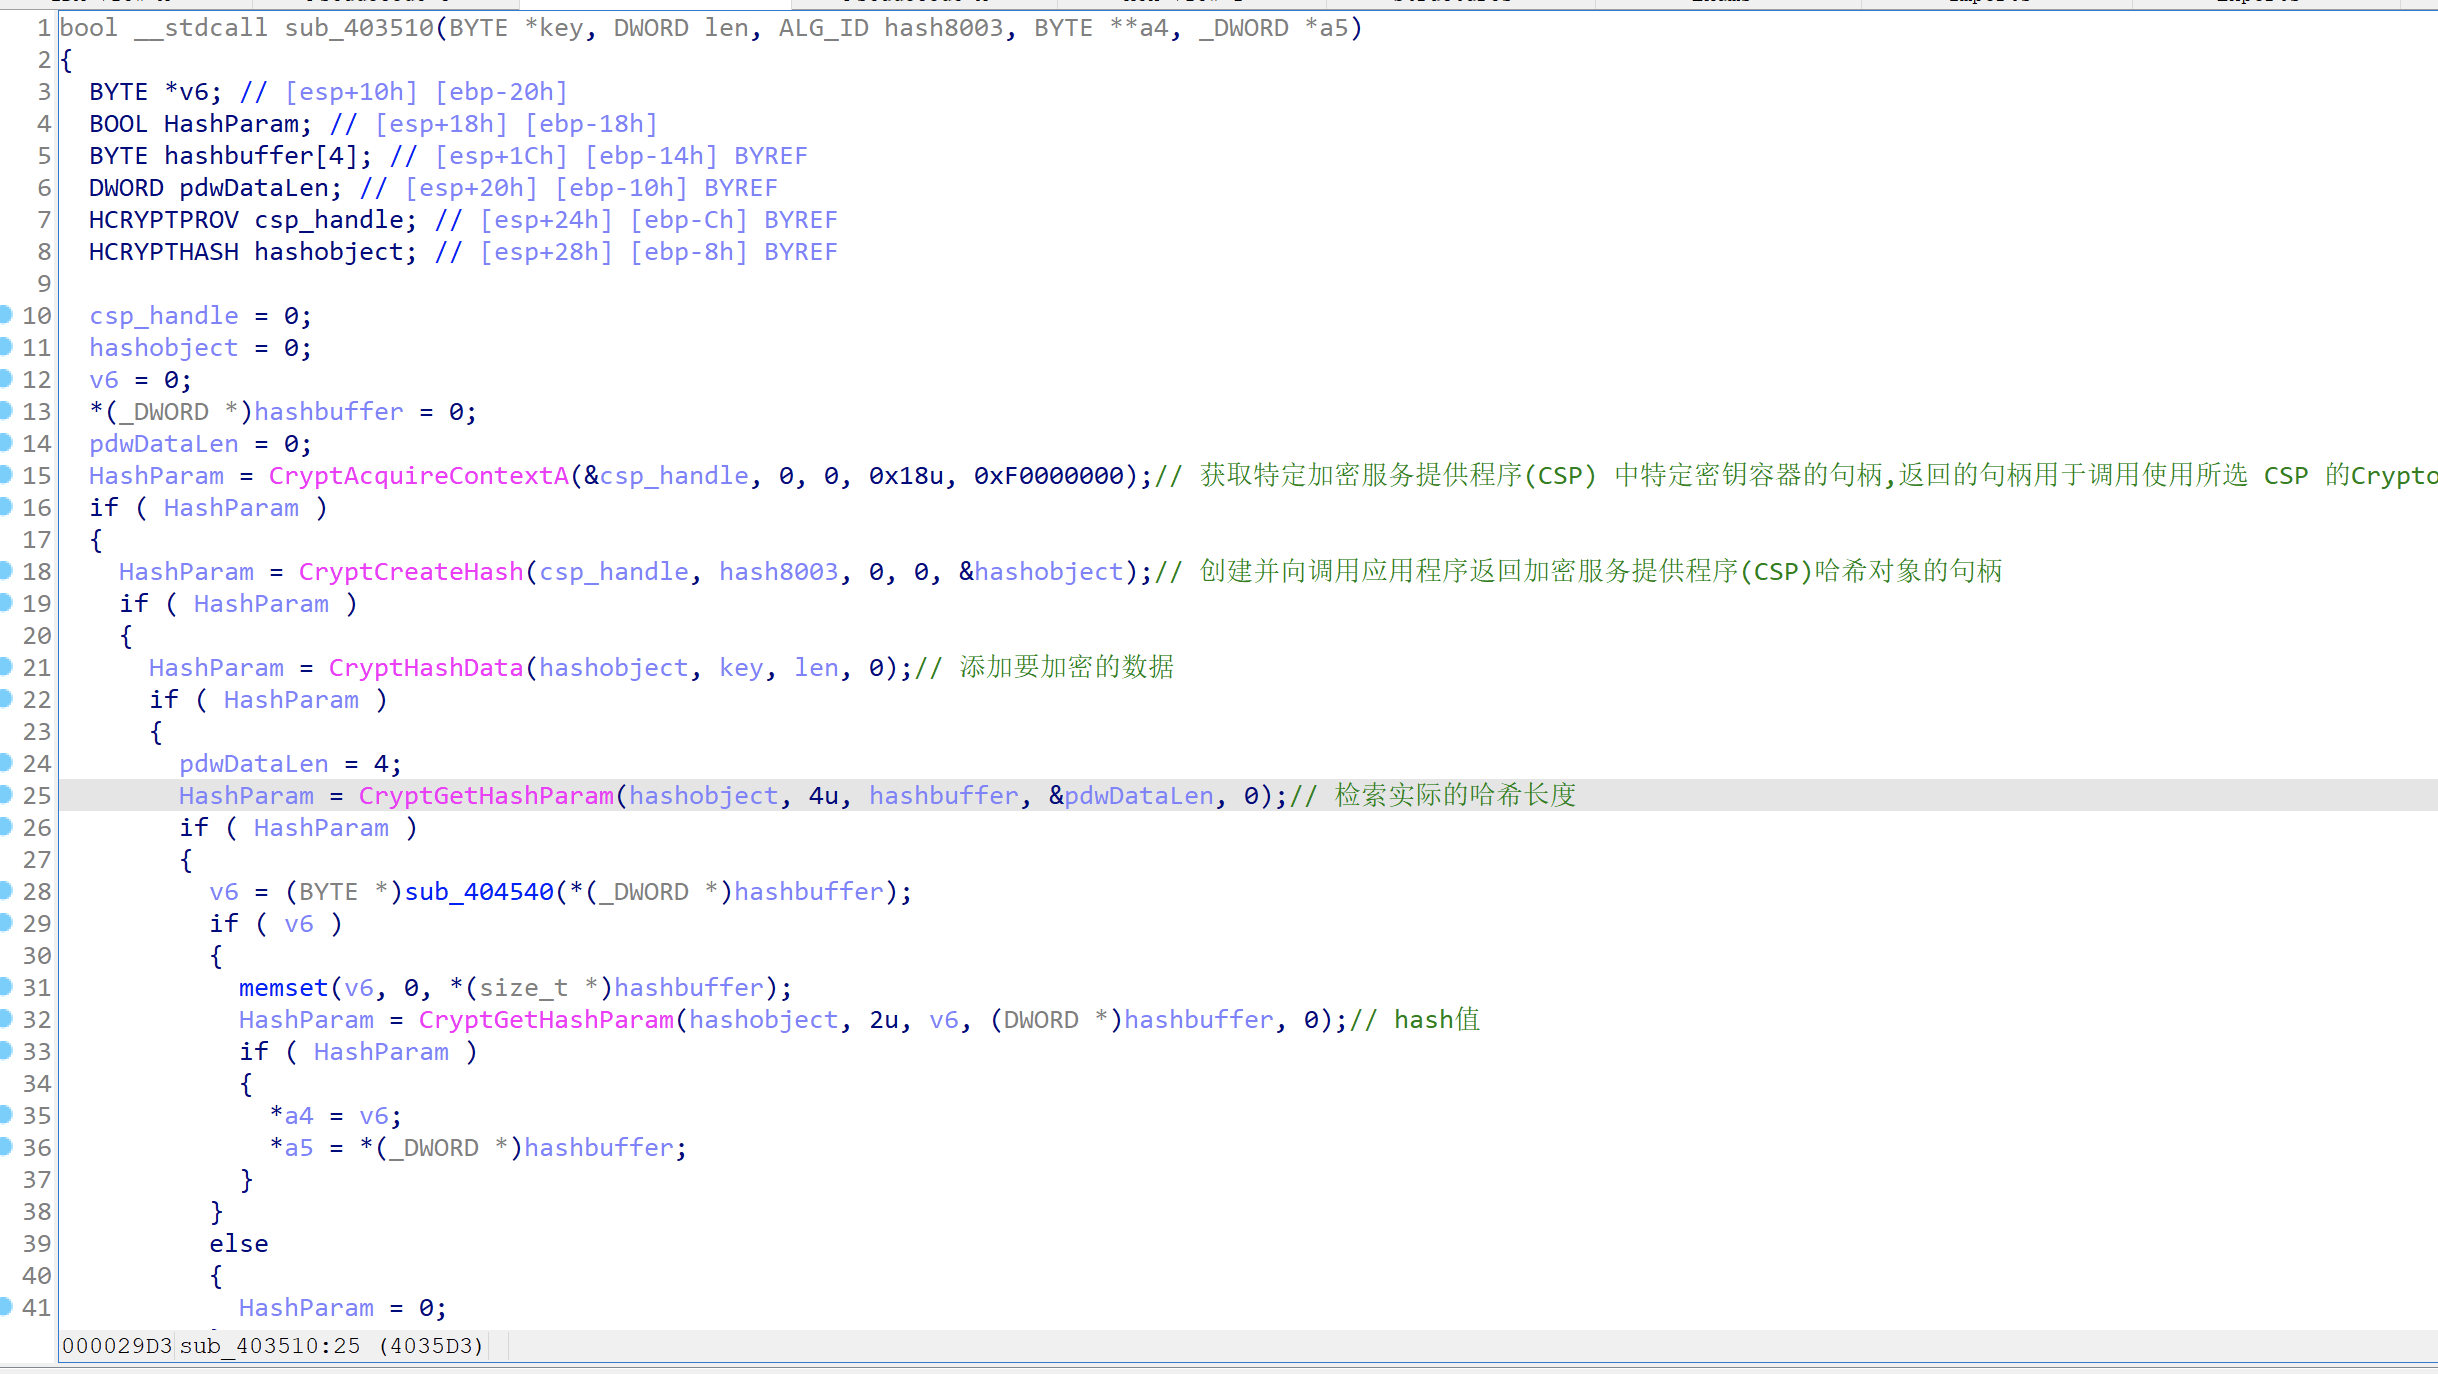 1 bool __stdcall sub_403510(BYTE *key, DWORD len, ALG_ID hash8003, BYTE **a4, _DWORD *a5)
2 {
3 BYTE *v6; // [esp+10h] [ebp-20h]
4 BOOL HashParam; // [esp+18h] [ebp-18h]
5 BYTE hashbuffer[4]; // [esp+1Ch] [ebp-14h] BYREF
6 DWORD pdwDataLen; // [esp+20h] [ebp-10h] BYREF
7 HCRYPTPROV csp_handle; // [esp+24h] [ebp-Ch] BYREF
8 HCRYPTHASH hashobject; // [esp+28h] [ebp-8h] BYREF
9
10 csp_handle = 0;
11 hashobject = 0;
12 v6 = 0;
13 *(_DWORD *)hashbuffer = 0;
14 pdwDataLen = 0;
15 HashParam = CryptAcquireContextA(&csp_handle, 0, 0, 0x18u, 0xF0000000);// 获取特定加密服务提供程序(CSP) 中特定密钥容器的句柄,返回的句柄用于调用使用所选 CSP 的Crypto
16 if ( HashParam )
17 {
18 HashParam = CryptCreateHash(csp_handle, hash8003, 0, 0, &hashobject);// 创建并向调用应用程序返回加密服务提供程序(CSP)哈希对象的句柄
19 if ( HashParam )
20 {
21 HashParam = CryptHashData(hashobject, key, len, 0);// 添加要加密的数据
22 if ( HashParam )
23 {
24 pdwDataLen = 4;
25 HashParam = CryptGetHashParam(hashobject, 4u, hashbuffer, &pdwDataLen, 0);// 检索实际的哈希长度
26 if ( HashParam )
27 {
28 v6 = (BYTE *)sub_404540(*(_DWORD *)hashbuffer);
29 if ( v6 )
30 {
31 memset(v6, 0, *(size_t *)hashbuffer);
32 HashParam = CryptGetHashParam(hashobject, 2u, v6, (DWORD *)hashbuffer, 0);// hash值
33 if ( HashParam )
34 {
35 *a4 = v6;
36 *a5 = *(_DWORD *)hashbuffer;
37 }
38 }
39 else
40 {
41 HashParam = 0;
000029D3 sub_403510:25 (4035D3)